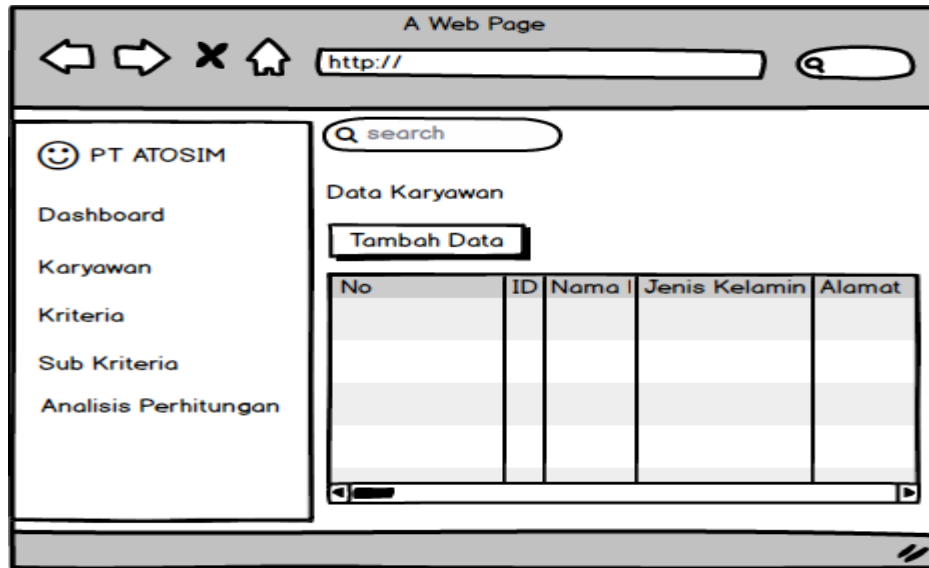 A Web Page
http://
search
PT ATOSIM
Dashboard
Karyawan
Kriteria
Sub Kriteria
Analisis Perhitungan
Data Karyawan
Tambah Data
No ID Nama Jenis Kelamin Alamat